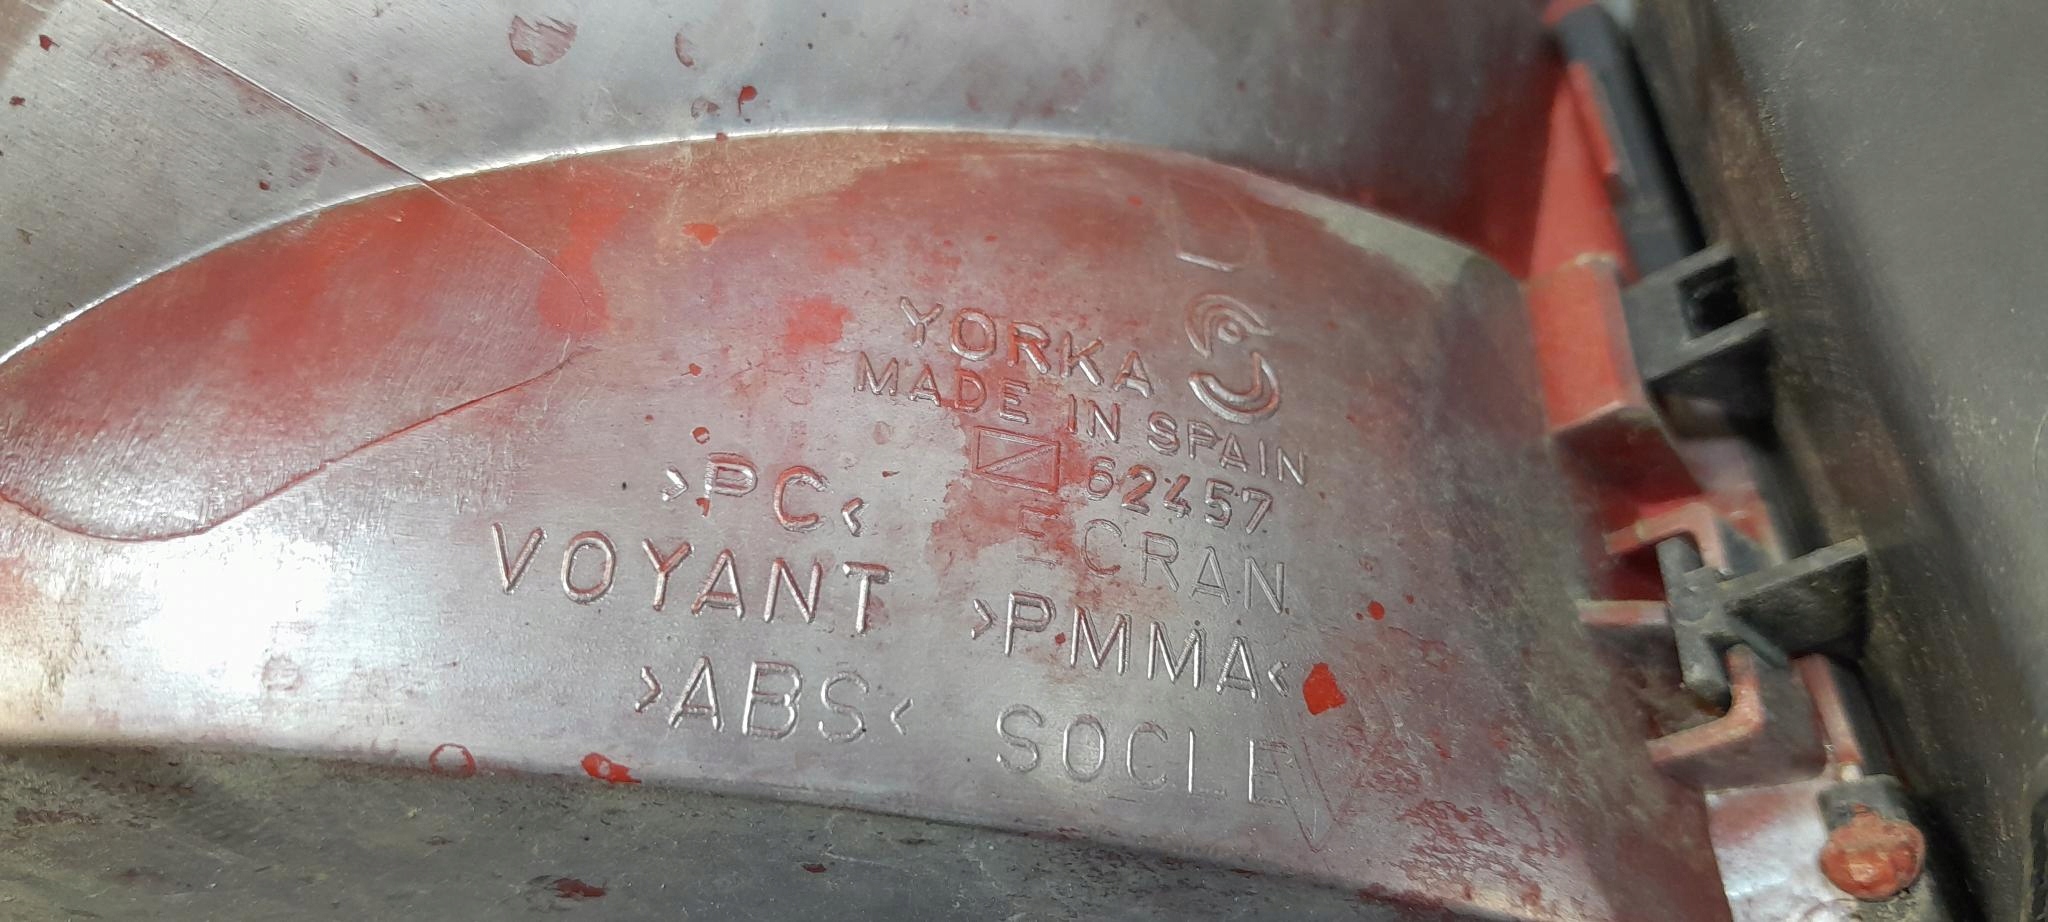 YORKA
MADE IN SPAIN
62457
>PC<
ECRAN
VOYANT
>PMMA<
>ABS<
SOCLE